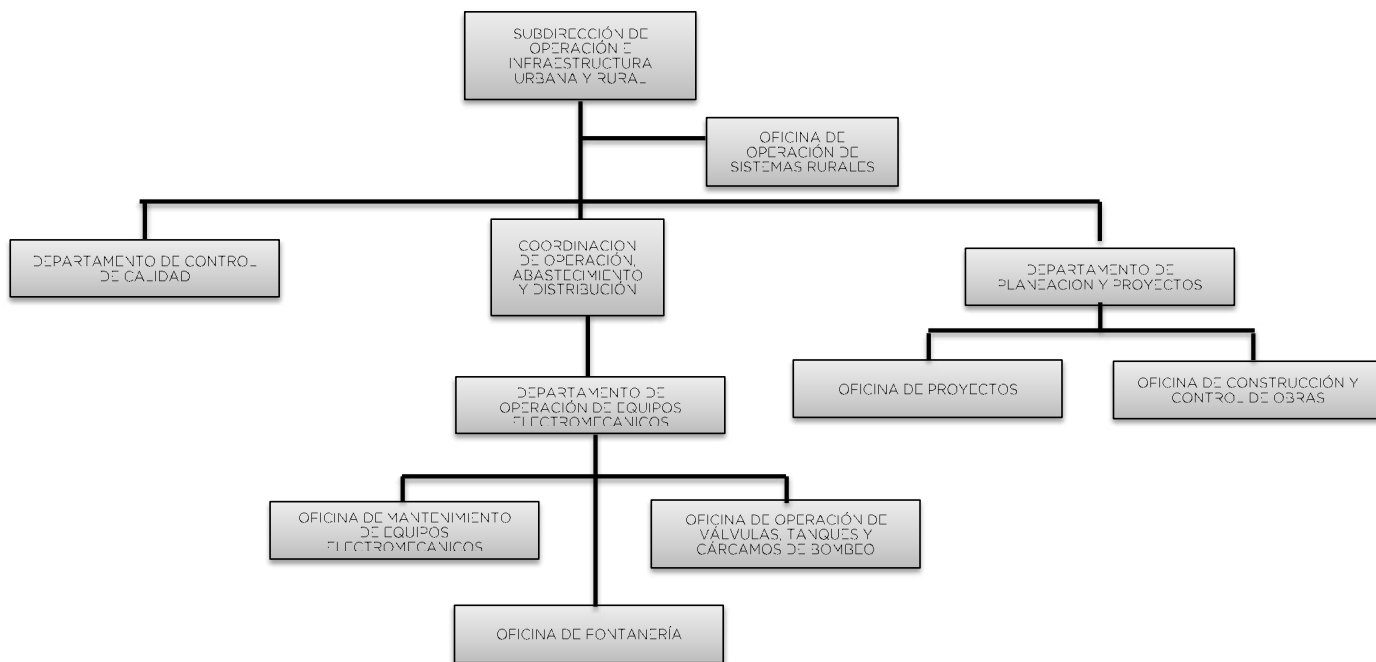 SUBDIRECCIÓN DE
OPERACIÓN E
INFRAESTRUCTURA
URBANA Y RURAL
OFICINA DE
OPERACIÓN DE
SISTEMAS RURALES
DEPARTAMENTO DE CONTROL
DE CALIDAD
COORDINACION
DE OPERACIÓN,
ABASTECIMIENTO
Y DISTRIBUCIÓN
DEPARTAMENTO DE
PLANEACION Y PROYECTOS
OFICINA DE PROYECTOS
OFICINA DE CONSTRUCCIÓN Y
CONTROL DE OBRAS
DEPARTAMENTO DE
OPERACIÓN DE EQUIPOS
ELECTROMECANICOS
OFICINA DE MANTENIMIENTO
DE EQUIPOS
ELECTROMECANICOS
OFICINA DE OPERACIÓN DE
VÁLVULAS, TANQUES Y
CÁRCAMOS DE BOMBEO
OFICINA DE FONTANERÍA